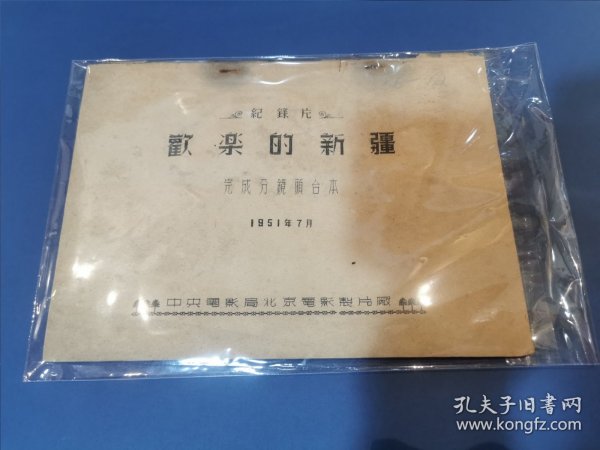 紀錄片
歡楽的新疆
完成分鏡頭台本
1951年7月
中央電影局北京電影製片廠
孔夫子旧书网
www.kongfz.com